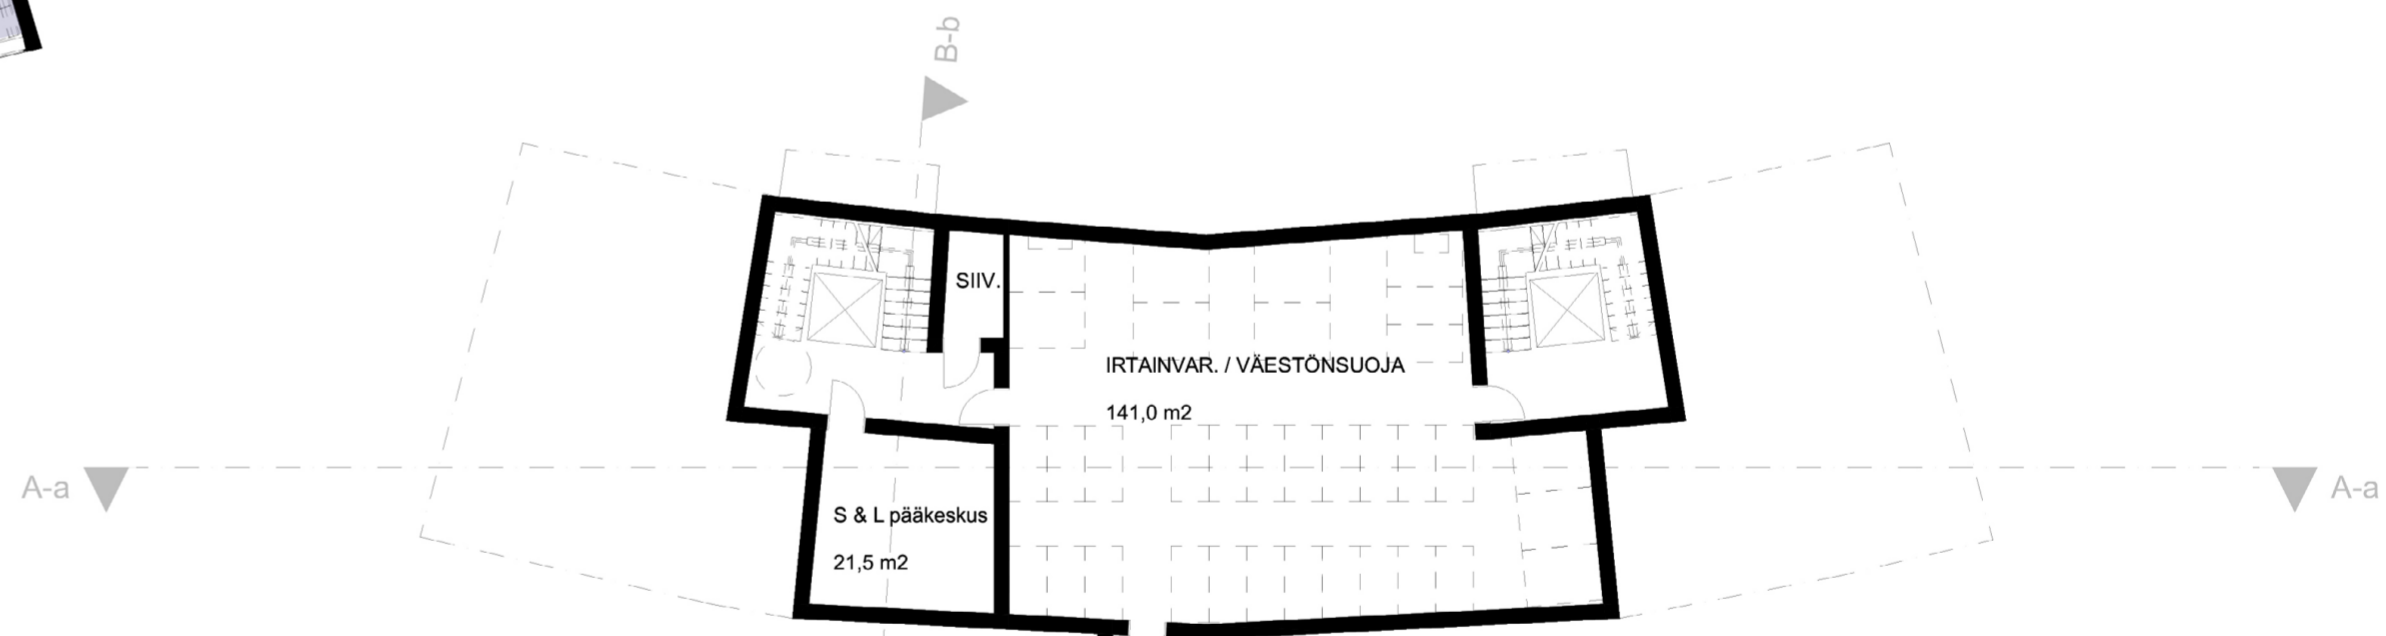 B-b
SIIV.
IRTAINVAR. / VÄESTÖNSUOJA
141,0 m2
A-a
A-a
S & L pääkeskus
21,5 m2